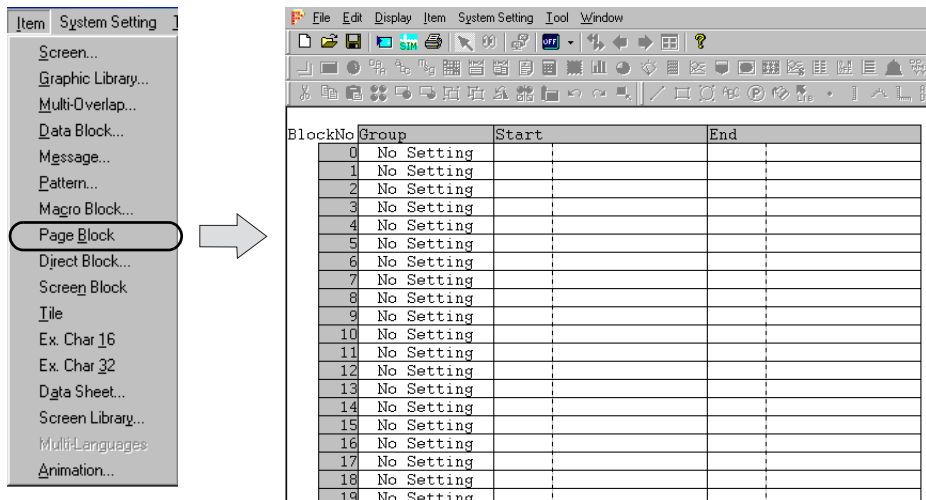 Item System Setting
Screen...
Graphic Library...
Multi-Overlap...
Data Block...
Message...
Pattern...
Macro Block...
Page Block
Direct Block...
Screen Block
Tile
Ex. Char 16
Ex. Char 32
Data Sheet...
Screen Library...
Multi-Languages
Animation...
File Edit Display Item System Setting Tool Window
SIM OFF
BlockNo Group Start End
0 No Setting
1 No Setting
2 No Setting
3 No Setting
4 No Setting
5 No Setting
6 No Setting
7 No Setting
8 No Setting
9 No Setting
10 No Setting
11 No Setting
12 No Setting
13 No Setting
14 No Setting
15 No Setting
16 No Setting
17 No Setting
18 No Setting
19 No Setting